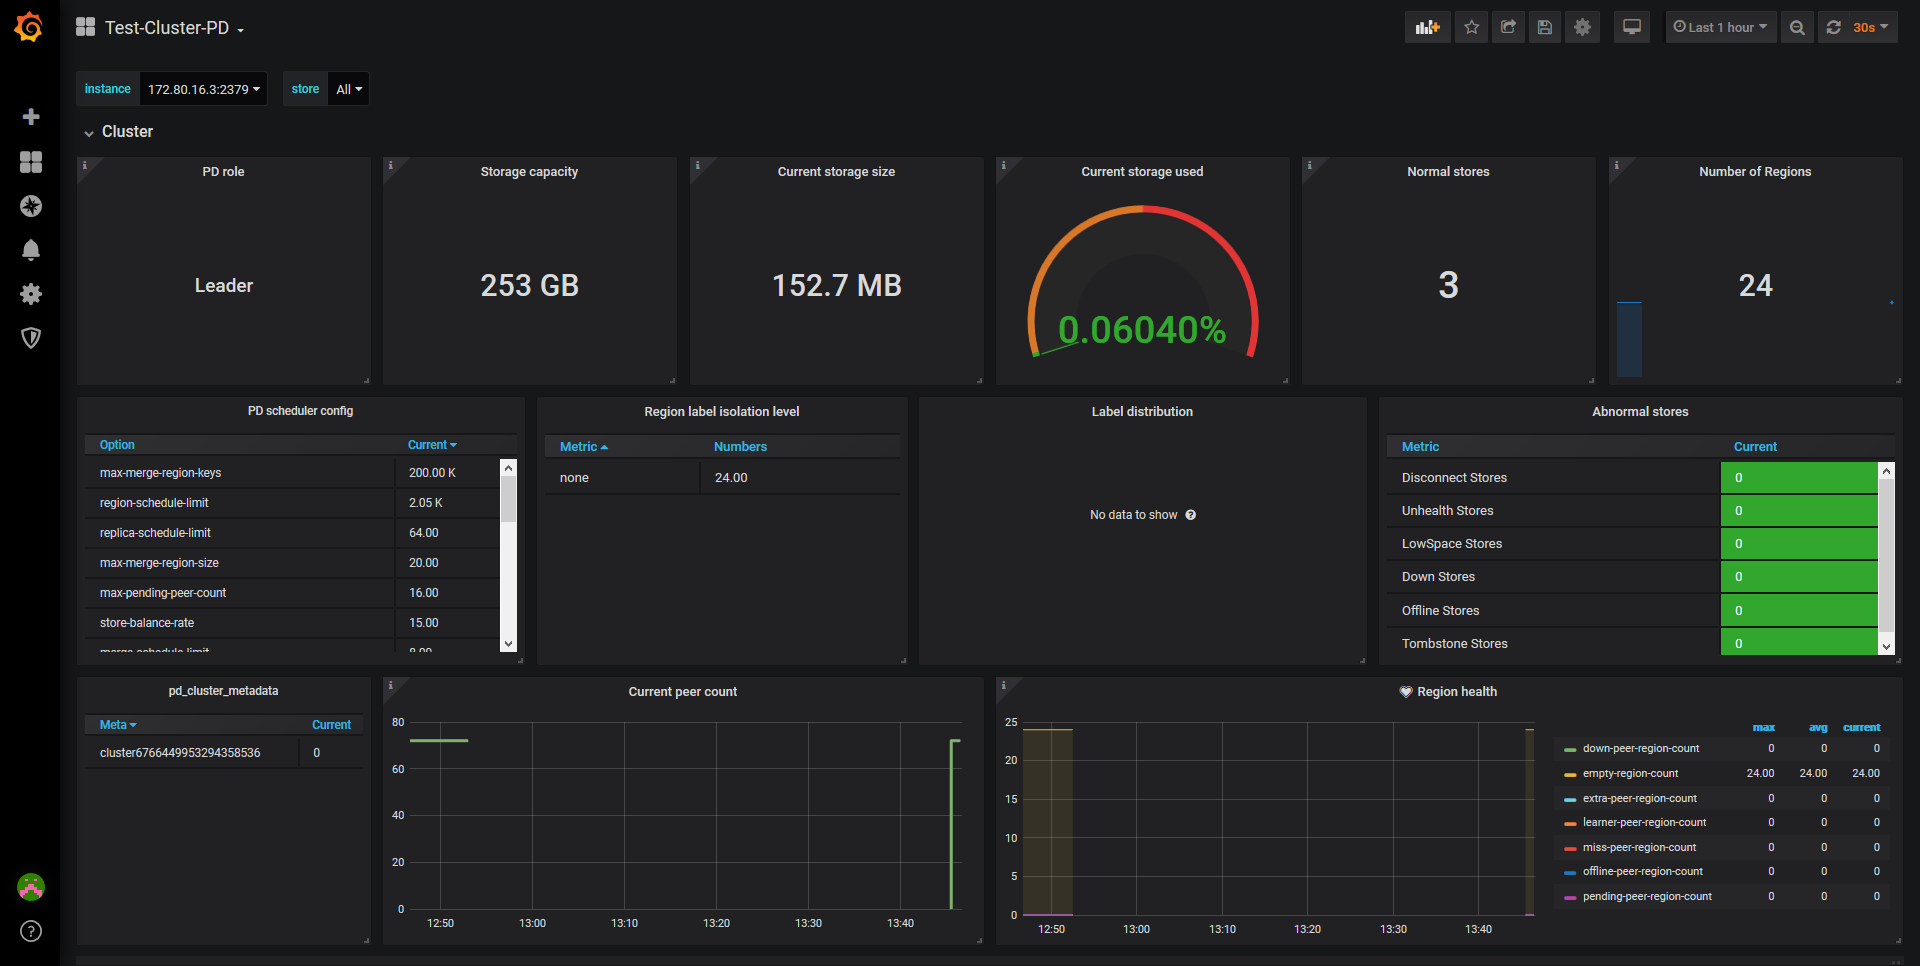 Test-Cluster-PD
Last 1 hour
30s
instance
172.80.16.3:2379
store
All
Cluster
PD role
Leader
Storage capacity
253 GB
Current storage size
152.7 MB
Current storage used
0.06040%
Normal stores
3
Number of Regions
24
PD scheduler config
Option Current
max-merge-region-keys 200.00 K
region-schedule-limit 2.05 K
replica-schedule-limit 64.00
max-merge-region-size 20.00
max-pending-peer-count 16.00
store-balance-rate 15.00
merge-schedule-limit 8.00
Region label isolation level
Metric Numbers
none 24.00
Label distribution
No data to show
Abnormal stores
Metric Current
Disconnect Stores 0
Unhealth Stores 0
LowSpace Stores 0
Down Stores 0
Offline Stores 0
Tombstone Stores 0
pd_cluster_metadata
Meta Current
cluster6766449953294358536 0
Current peer count
80
60
40
20
0
12:50 13:00 13:10 13:20 13:30 13:40
Region health
25
20
15
10
5
0
12:50 13:00 13:10 13:20 13:30 13:40
max avg current
down-peer-region-count 0 0 0
empty-region-count 24.00 24.00 24.00
extra-peer-region-count 0 0 0
learner-peer-region-count 0 0 0
miss-peer-region-count 0 0 0
offline-peer-region-count 0 0 0
pending-peer-region-count 0 0 0